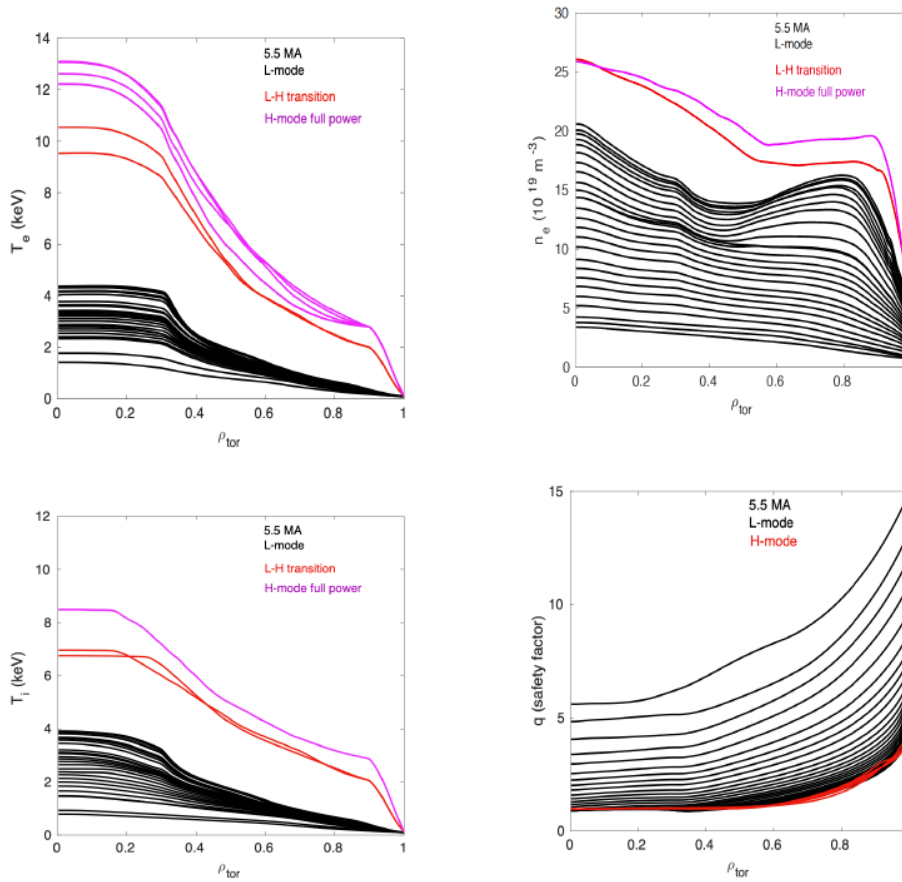 14
12
10
8
6
4
2
0
0
0.2
0.4
0.6
0.8
1
T_e (keV)
ρ_tor
5.5 MA
L-mode
L-H transition
H-mode full power
30
25
20
15
10
5
0
0
0.2
0.4
0.6
0.8
n_e (10^19 m^-3)
ρ_tor
5.5 MA
L-mode
L-H transition
H-mode full power
12
10
8
6
4
2
0
0
0.2
0.4
0.6
0.8
1
T_i (keV)
ρ_tor
5.5 MA
L-mode
L-H transition
H-mode full power
15
10
5
0
0
0.2
0.4
0.6
0.8
q (safety factor)
ρ_tor
5.5 MA
L-mode
H-mode